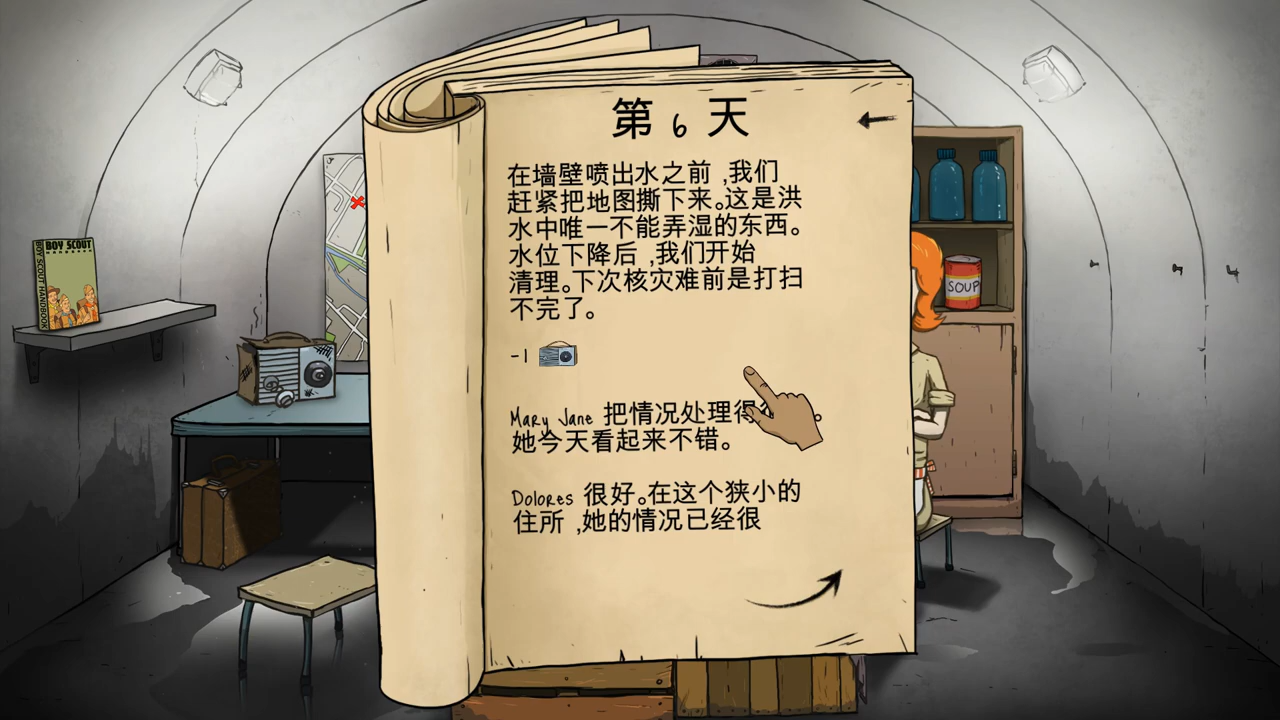 第 6 天
在墙壁喷出水之前 ,我们
赶紧把地图撕下来。这是洪
水中唯一不能弄湿的东西。
水位下降后 ,我们开始
清理。下次核灾难前是打扫
不完了。
-1
Mary Jane 把情况处理得
她今天看起来不错。
Dolores 很好。在这个狭小的
住所 ,她的情况已经很
BOY SCOUT
BOY SCOUT HANDBOOK
SOUP